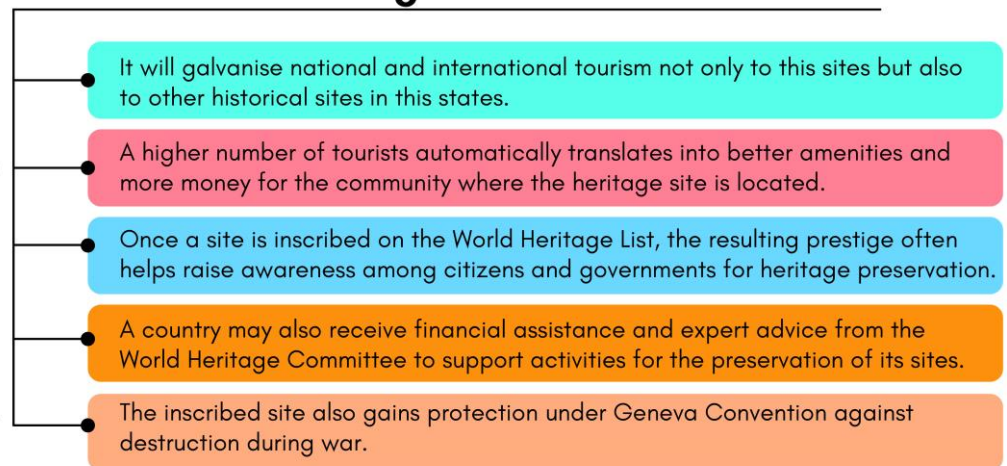 It will galvanise national and international tourism not only to this sites but also
to other historical sites in this states.
A higher number of tourists automatically translates into better amenities and
more money for the community where the heritage site is located.
Once a site is inscribed on the World Heritage List, the resulting prestige often
helps raise awareness among citizens and governments for heritage preservation.
A country may also receive financial assistance and expert advice from the
World Heritage Committee to support activities for the preservation of its sites.
The inscribed site also gains protection under Geneva Convention against
destruction during war.